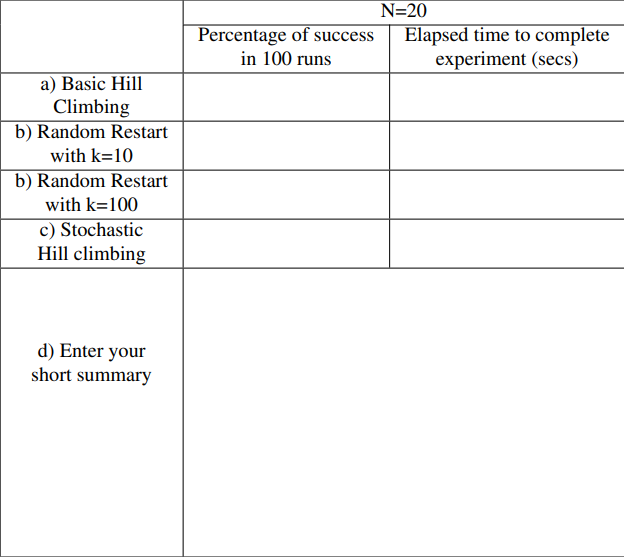 N=20
Percentage of success
in 100 runs
Elapsed time to complete
experiment (secs)
a) Basic Hill
Climbing
b) Random Restart
with k=10
b) Random Restart
with k=100
c) Stochastic
Hill climbing
d) Enter your
short summary